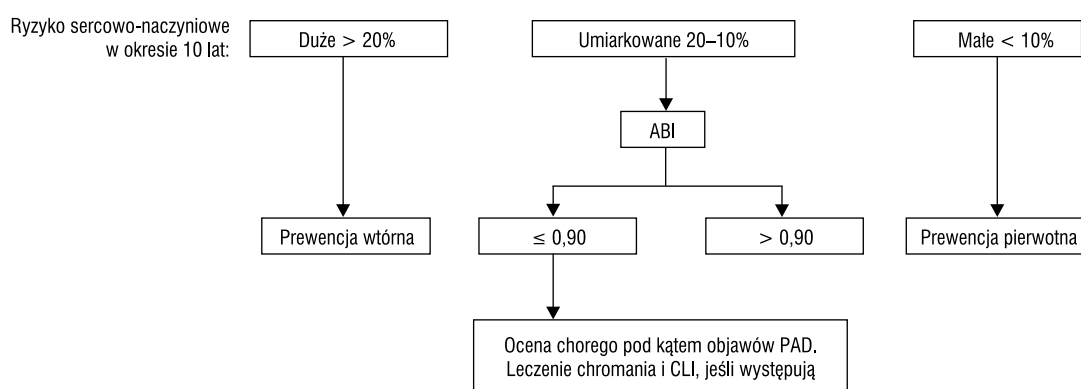 Ryzyko sercowo-naczyniowe
w okresie 10 lat:
Duże > 20%
Umiarkowane 20–10%
Małe < 10%
ABI
Prewencja wtórna
≤ 0,90
> 0,90
Prewencja pierwotna
Ocena chorego pod kątem objawów PAD.
Leczenie chromania i CLI, jeśli występują